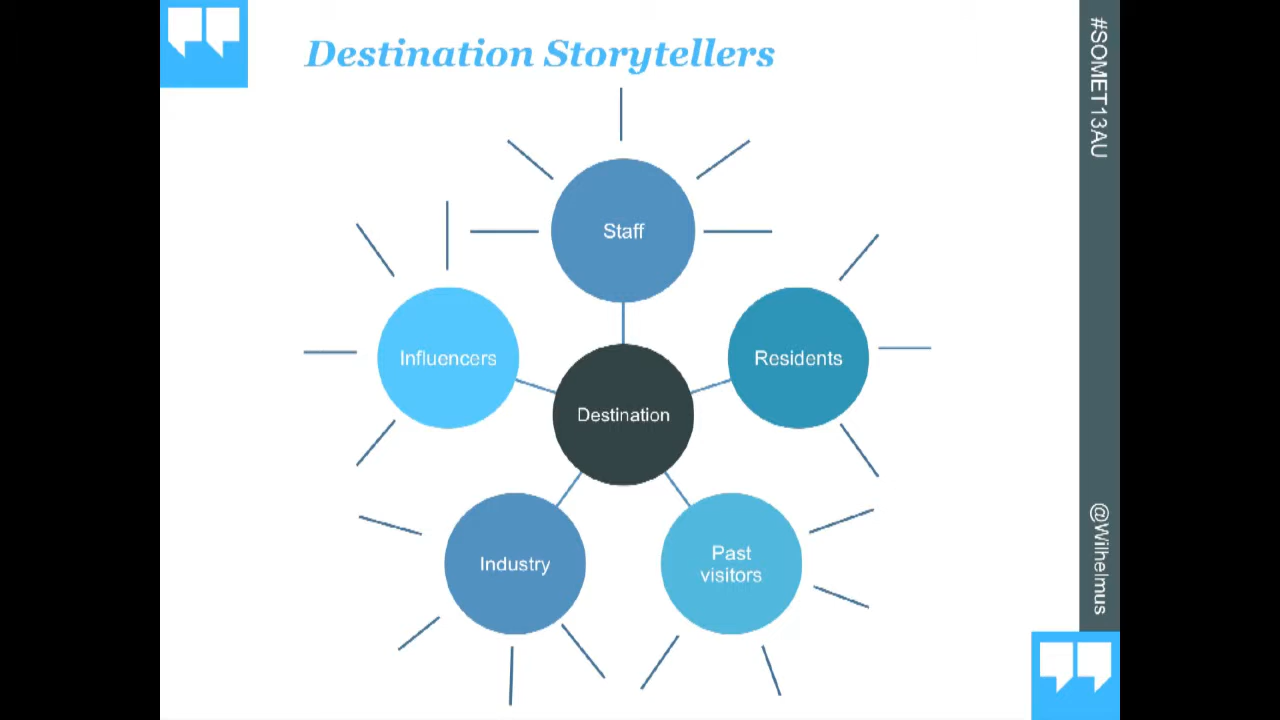 Destination Storytellers
#SOMET13AU
Staff
Influencers
Residents
Destination
Industry
Past
visitors
@Wilhelmus